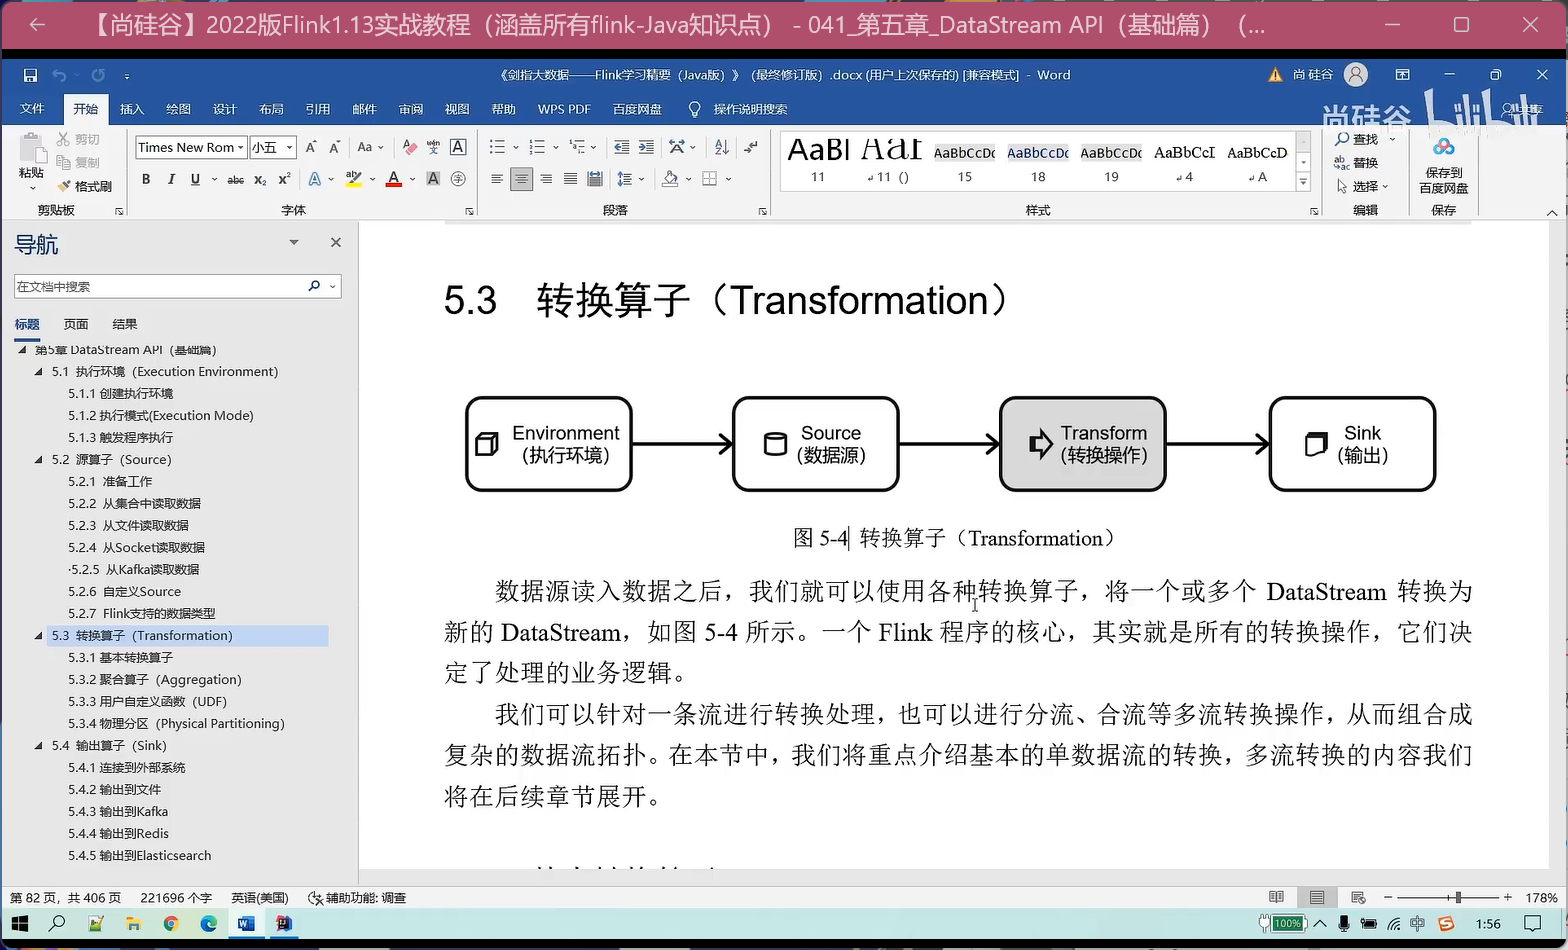 【尚硅谷】2022版Flink1.13实战教程（涵盖所有flink-Java知识点） - 041_第五章_DataStream API（基础篇）（...
《剑指大数据——Flink学习精要（Java版）》（最终修订版）.docx (用户上次保存的) [兼容模式] - Word
尚硅谷
文件 开始 插入 绘图 设计 布局 引用 邮件 审阅 视图 帮助 WPS PDF 百度网盘 操作说明搜索
尚硅谷 bilibili
粘贴
剪切
复制
格式刷
剪贴板
Times New Rom 小五
字体
段落
AaBl AaI AaBbCcDc AaBbCcDc AaBbCcDc AaBbCcI AaBbCcD
11 11 () 15 18 19 4 A
样式
查找
替换
选择
编辑
保存到
百度网盘
保存
导航
在文档中搜索
标题 页面 结果
第5章 DataStream API（基础篇）
5.1 执行环境（Execution Environment)
5.1.1 创建执行环境
5.1.2 执行模式(Execution Mode)
5.1.3 触发程序执行
5.2 源算子（Source)
5.2.1 准备工作
5.2.2 从集合中读取数据
5.2.3 从文件读取数据
5.2.4 从Socket读取数据
·5.2.5 从Kafka读取数据
5.2.6 自定义Source
5.2.7 Flink支持的数据类型
5.3 转换算子（Transformation)
5.3.1 基本转换算子
5.3.2 聚合算子（Aggregation)
5.3.3 用户自定义函数（UDF)
5.3.4 物理分区（Physical Partitioning)
5.4 输出算子（Sink)
5.4.1 连接到外部系统
5.4.2 输出到文件
5.4.3 输出到Kafka
5.4.4 输出到Redis
5.4.5 输出到Elasticsearch
5.3 转换算子（Transformation）
Environment
(执行环境)
Source
(数据源)
Transform
(转换操作)
Sink
(输出)
图 5-4 转换算子（Transformation）
数据源读入数据之后，我们就可以使用各种转换算子，将一个或多个 DataStream 转换为
新的 DataStream，如图 5-4 所示。一个 Flink 程序的核心，其实就是所有的转换操作，它们决
定了处理的业务逻辑。
我们可以针对一条流进行转换处理，也可以进行分流、合流等多流转换操作，从而组合成
复杂的数据流拓扑。在本节中，我们将重点介绍基本的单数据流的转换，多流转换的内容我们
将在后续章节展开。
第 82 页，共 406 页 221696 个字 英语(美国) 辅助功能: 调查
178%
100% 中 1:56